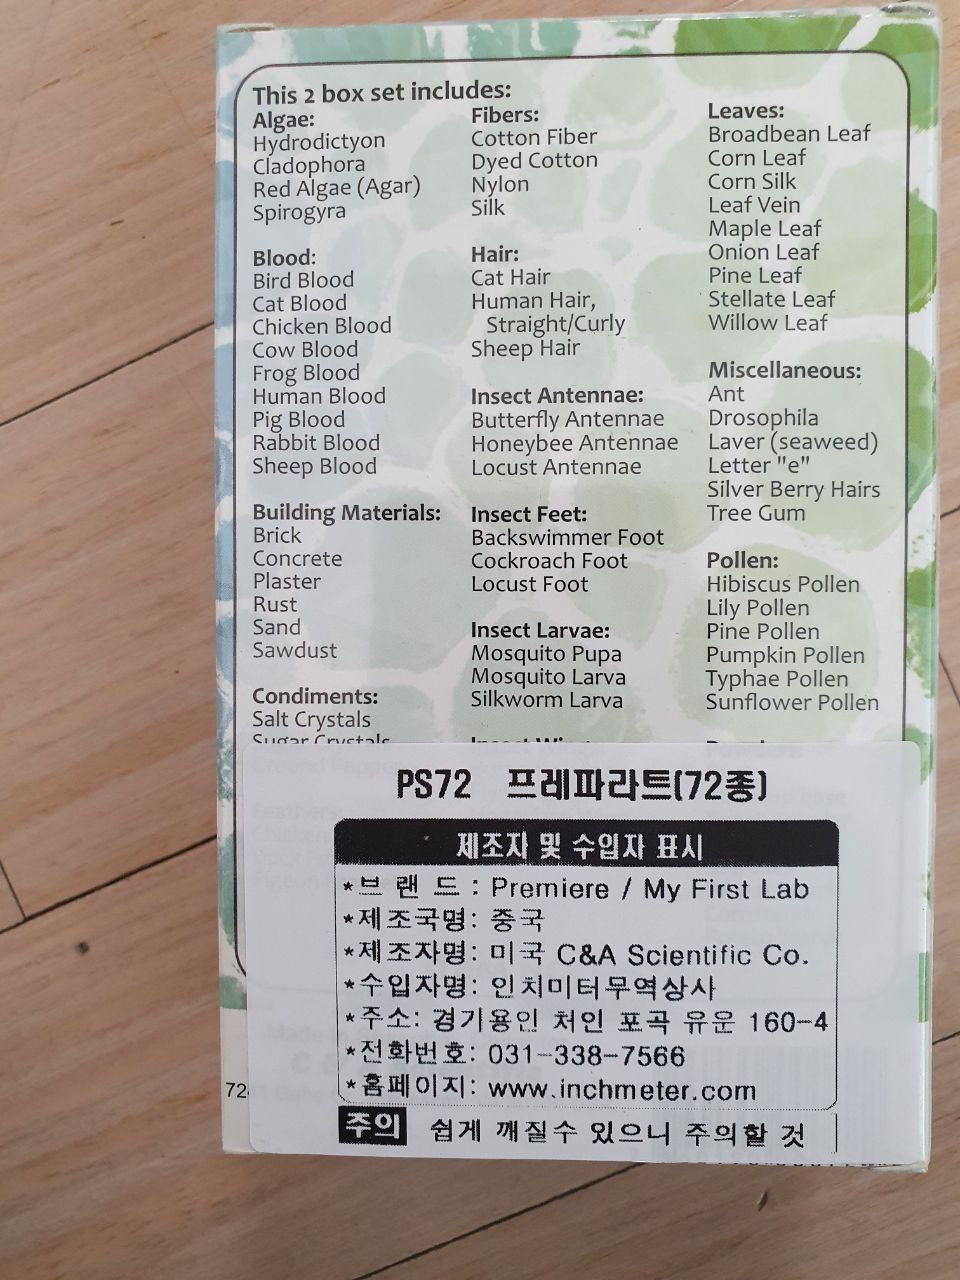 This 2 box set includes:
Algae:
Hydrodictyon
Cladophora
Red Algae (Agar)
Spirogyra
Blood:
Bird Blood
Cat Blood
Chicken Blood
Cow Blood
Frog Blood
Human Blood
Pig Blood
Rabbit Blood
Sheep Blood
Building Materials:
Brick
Concrete
Plaster
Rust
Sand
Sawdust
Condiments:
Salt Crystals
Sugar Crystals
Fibers:
Cotton Fiber
Dyed Cotton
Nylon
Silk
Hair:
Cat Hair
Human Hair,
Straight/Curly
Sheep Hair
Insect Antennae:
Butterfly Antennae
Honeybee Antennae
Locust Antennae
Insect Feet:
Backswimmer Foot
Cockroach Foot
Locust Foot
Insect Larvae:
Mosquito Pupa
Mosquito Larva
Silkworm Larva
Leaves:
Broadbean Leaf
Corn Leaf
Corn Silk
Leaf Vein
Maple Leaf
Onion Leaf
Pine Leaf
Stellate Leaf
Willow Leaf
Miscellaneous:
Ant
Drosophila
Laver (seaweed)
Letter "e"
Silver Berry Hairs
Tree Gum
Pollen:
Hibiscus Pollen
Lily Pollen
Pine Pollen
Pumpkin Pollen
Typhae Pollen
Sunflower Pollen
PS72 프레파라트(72종)
제조자 및 수입자 표시
*브 랜 드 : Premiere / My First Lab
*제조국명: 중국
*제조자명: 미국 C&A Scientific Co.
*수입자명: 인치미터무역상사
*주소: 경기용인 처인 포곡 유운 160-4
*전화번호: 031-338-7566
*홈페이지: www.inchmeter.com
주의 쉽게 깨질수 있으니 주의할 것